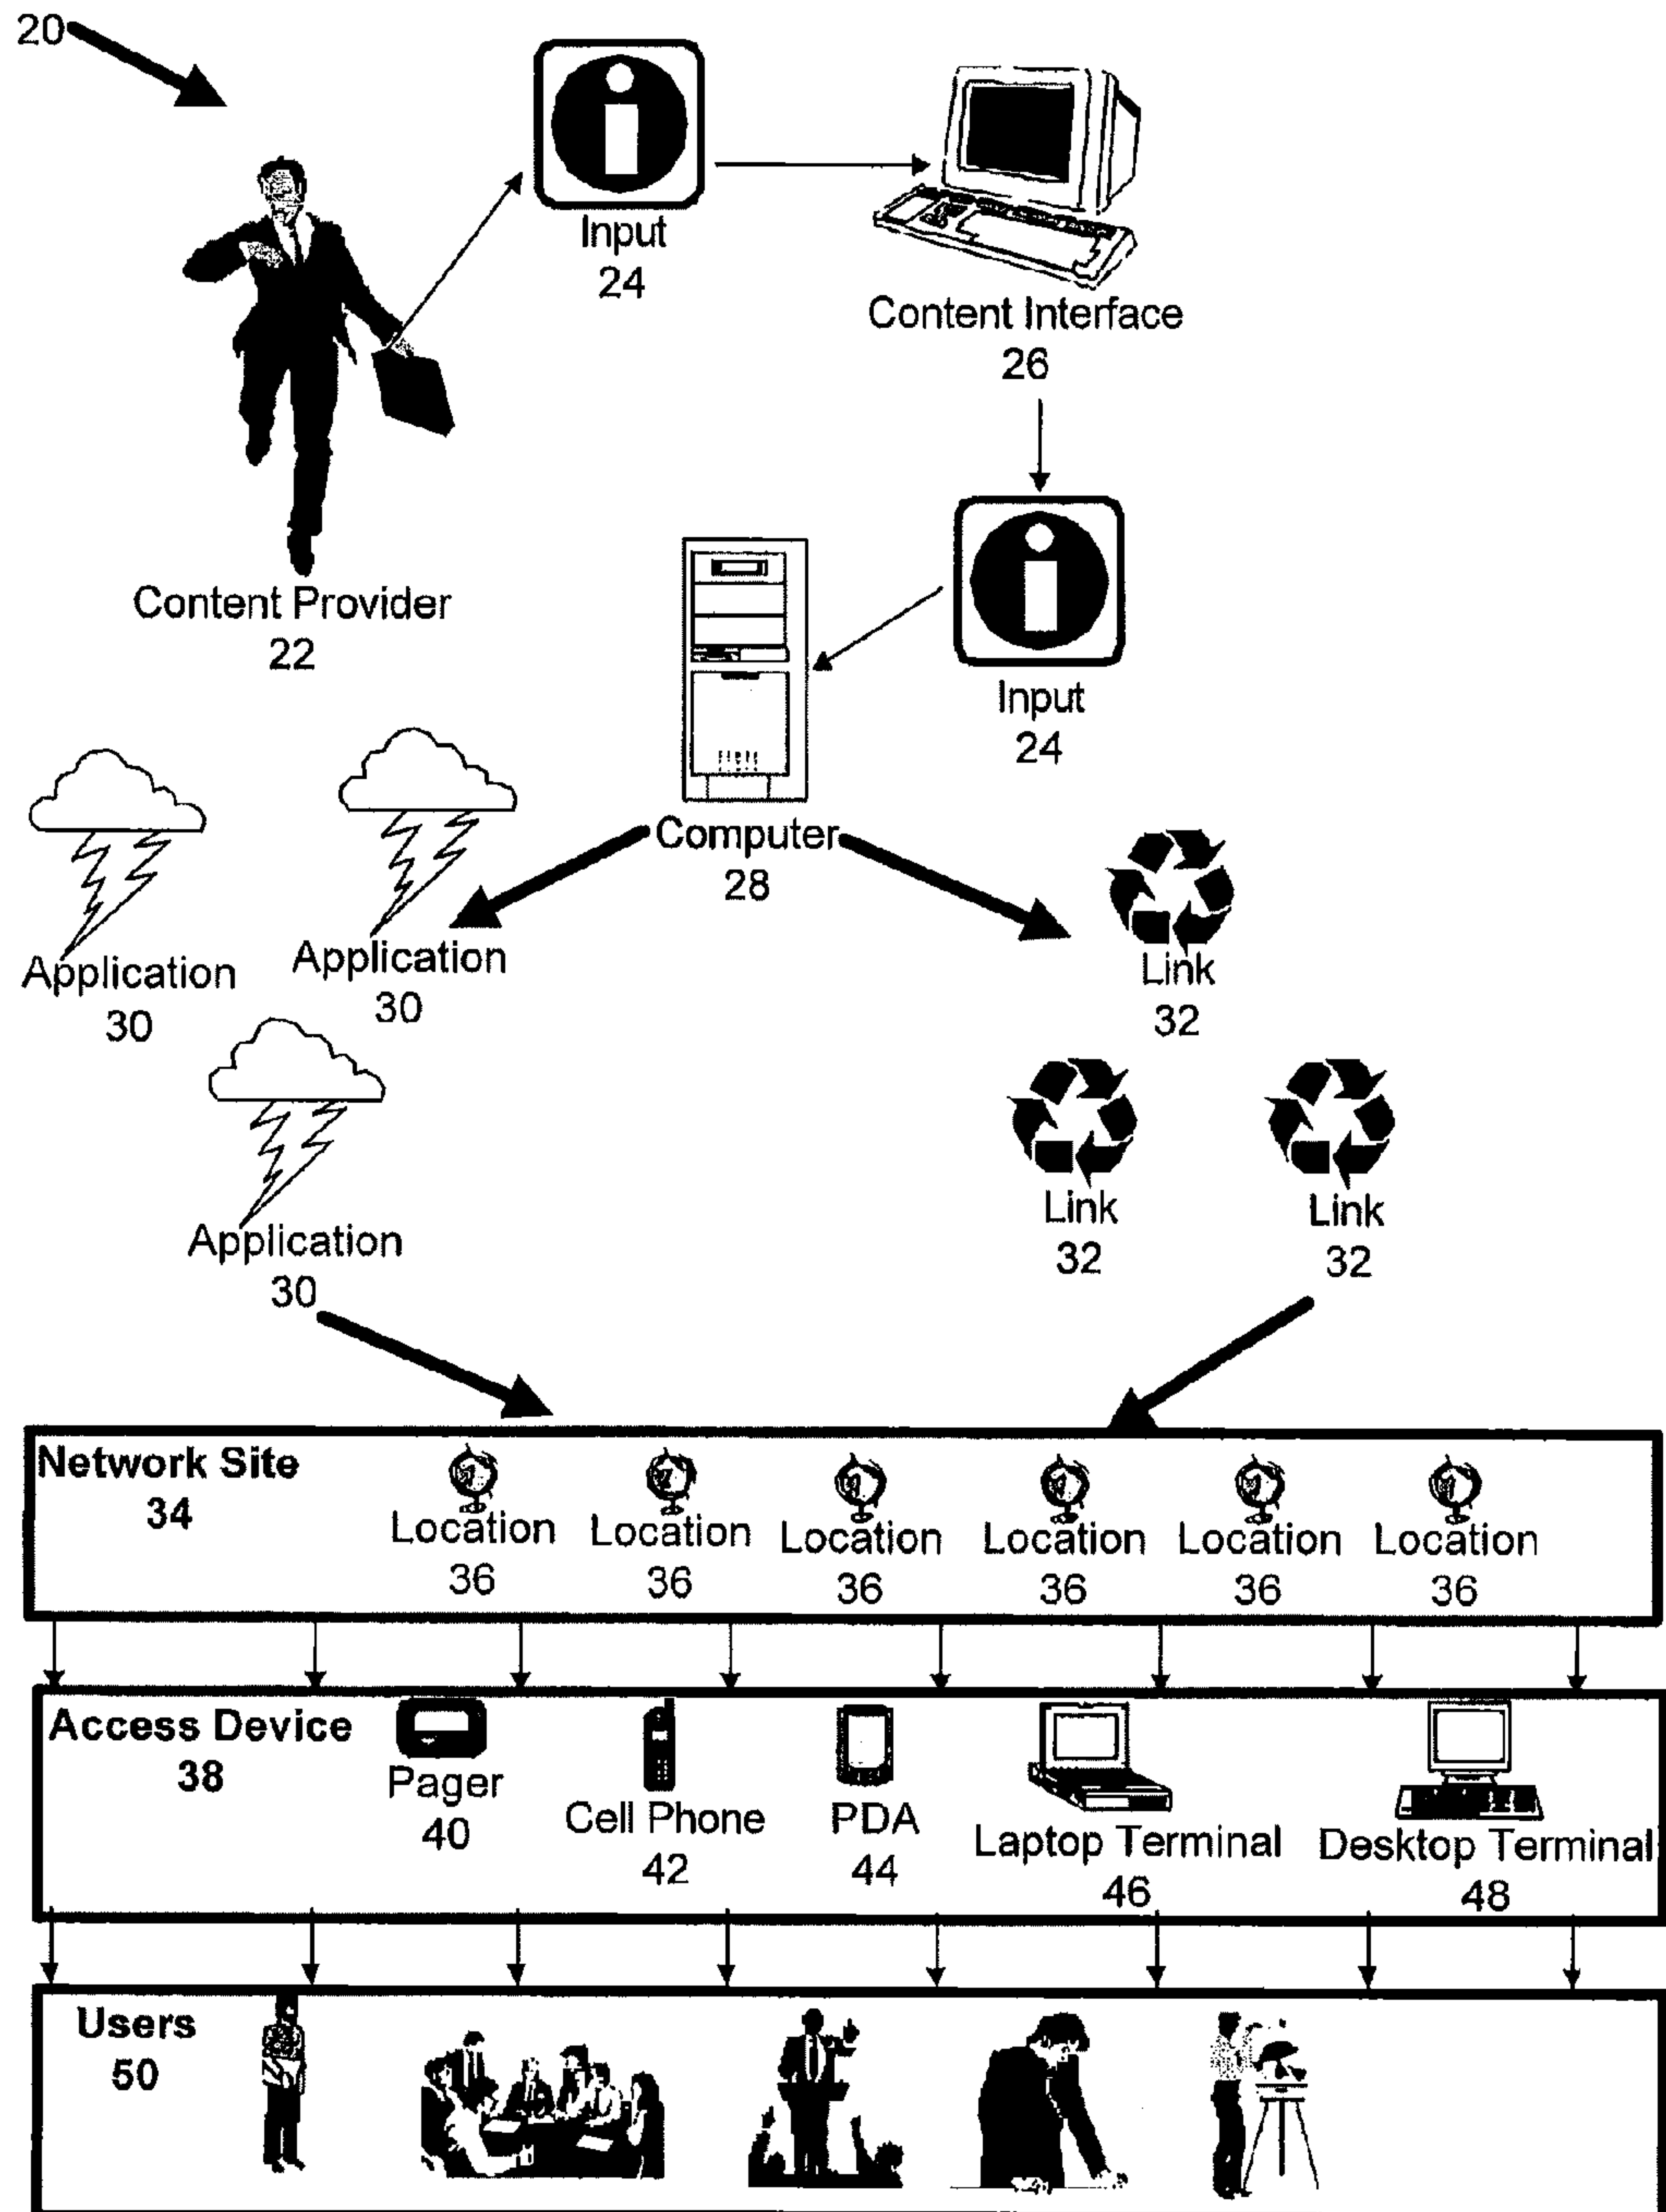 20
Input
24
Content Interface
26
Content Provider
22
Input
24
Computer
28
Application
30
Application
30
Application
30
Link
32
Link
32
Link
32
Network Site
34
Location
36
Location
36
Location
36
Location
36
Location
36
Location
36
Access Device
38
Pager
40
Cell Phone
42
PDA
44
Laptop Terminal
46
Desktop Terminal
48
Users
50